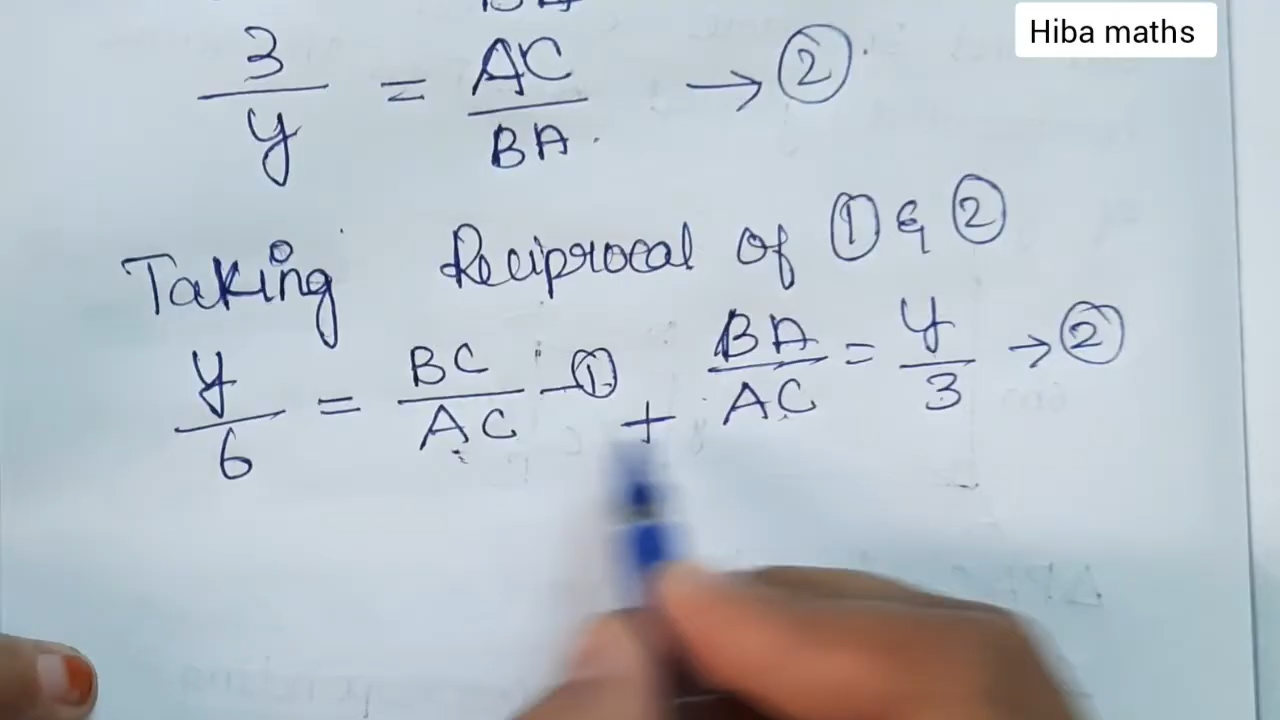 Hiba maths
3/y = AC/BA. → ②
Taking Reciprocal of ① & ②
y/6 = BC/AC – ① + BA/AC = y/3 → ②